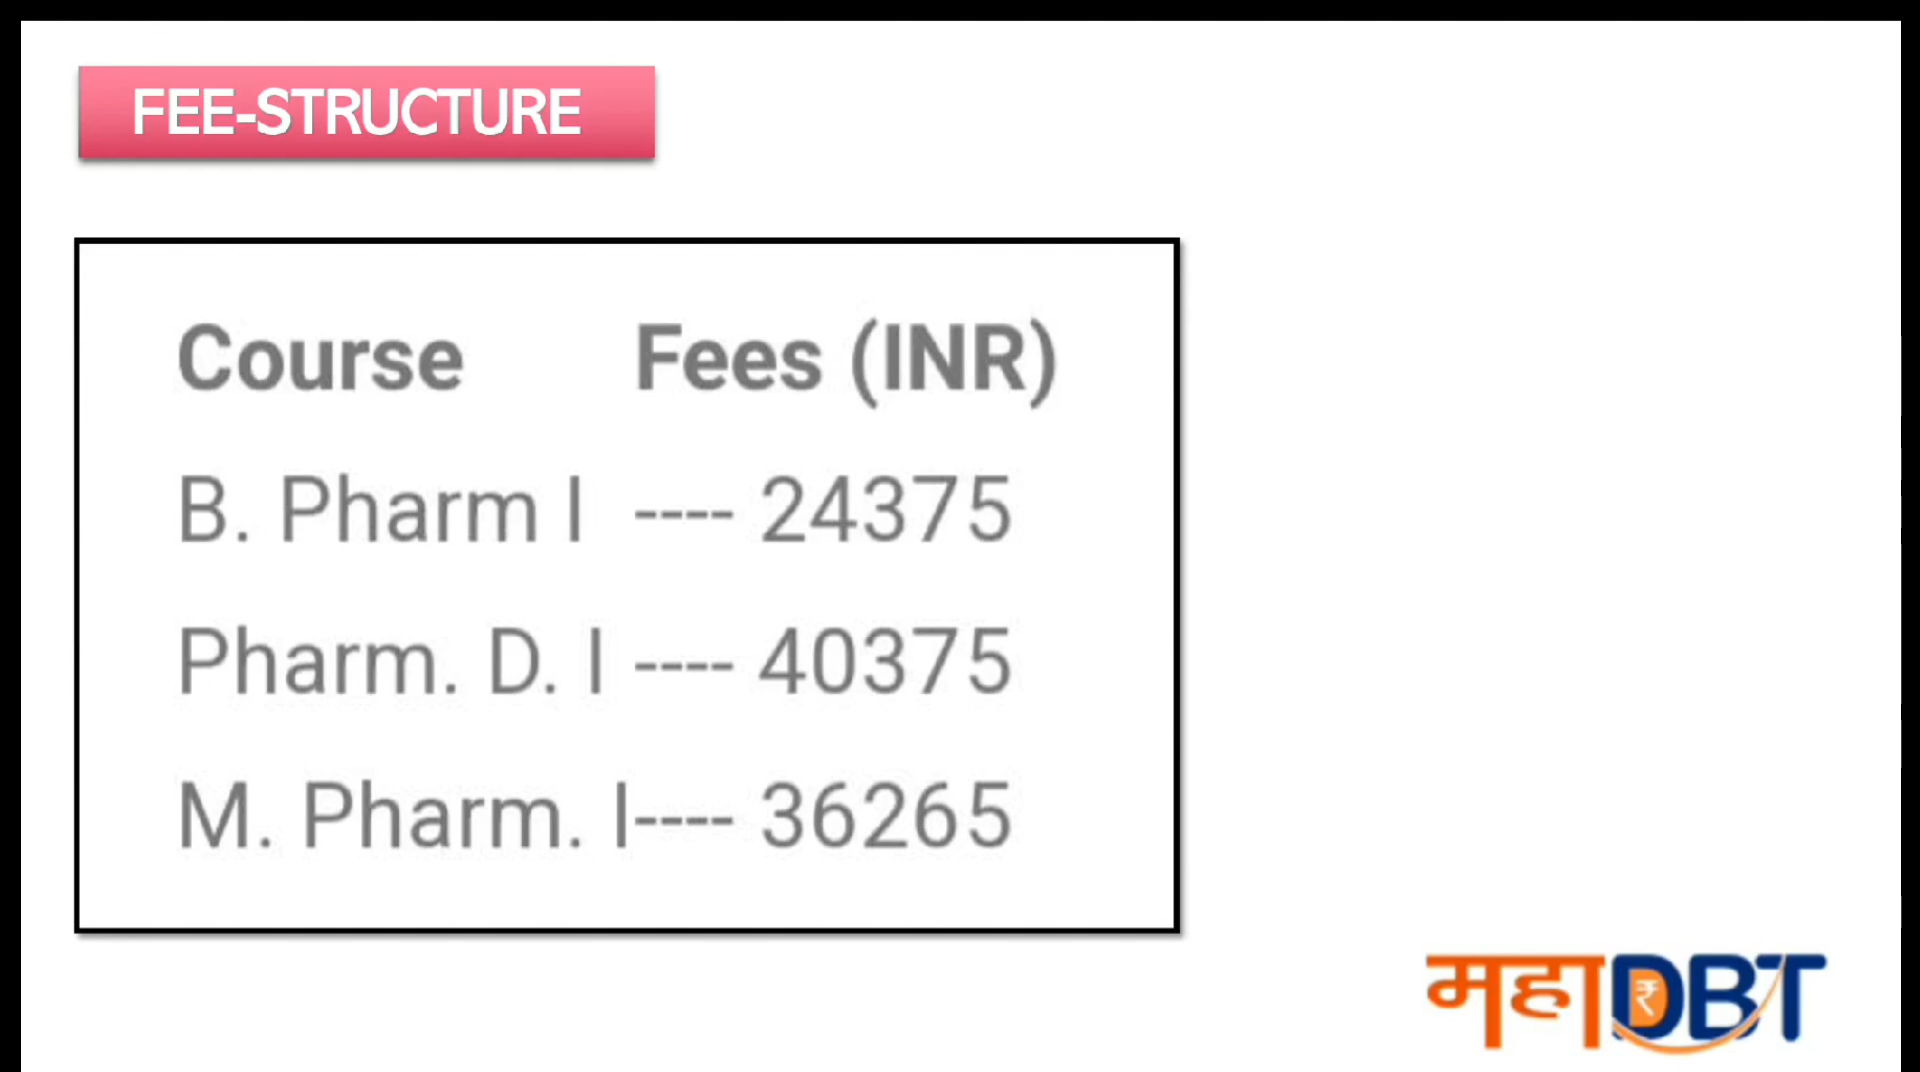 FEE-STRUCTURE
Course Fees (INR)
B. Pharm I ---- 24375
Pharm. D. I ---- 40375
M. Pharm. I---- 36265
महाDBT
₹